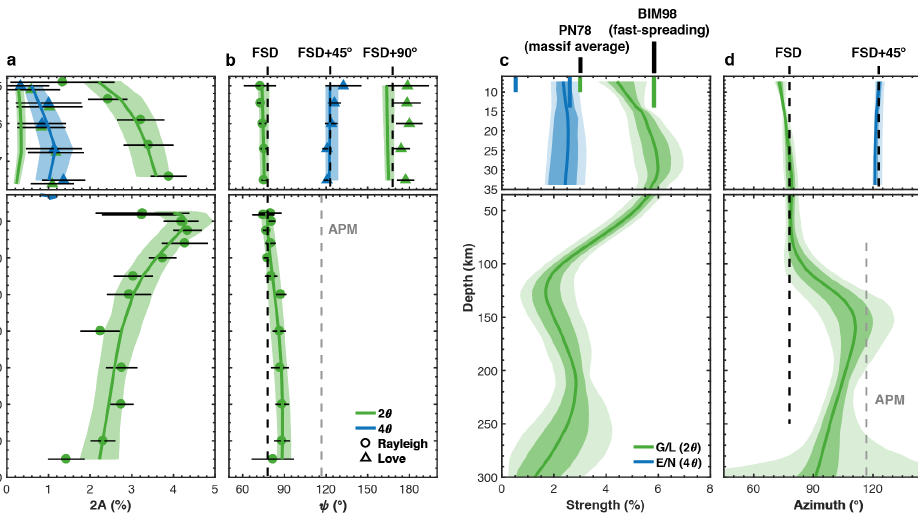 BIM98
PN78 (fast-spreading)
a b FSD FSD+45° FSD+90° c (massif average) d FSD FSD+45°
10
15
20
25
30
35
APM
50
100
Depth (km)
150
200
APM
250
2θ
4θ
Rayleigh
Love
G/L (2θ)
E/N (4θ)
300
0 1 2 3 4 5 60 90 120 150 180 0 2 4 6 8 60 90 120
2A (%) ψ (°) Strength (%) Azimuth (°)